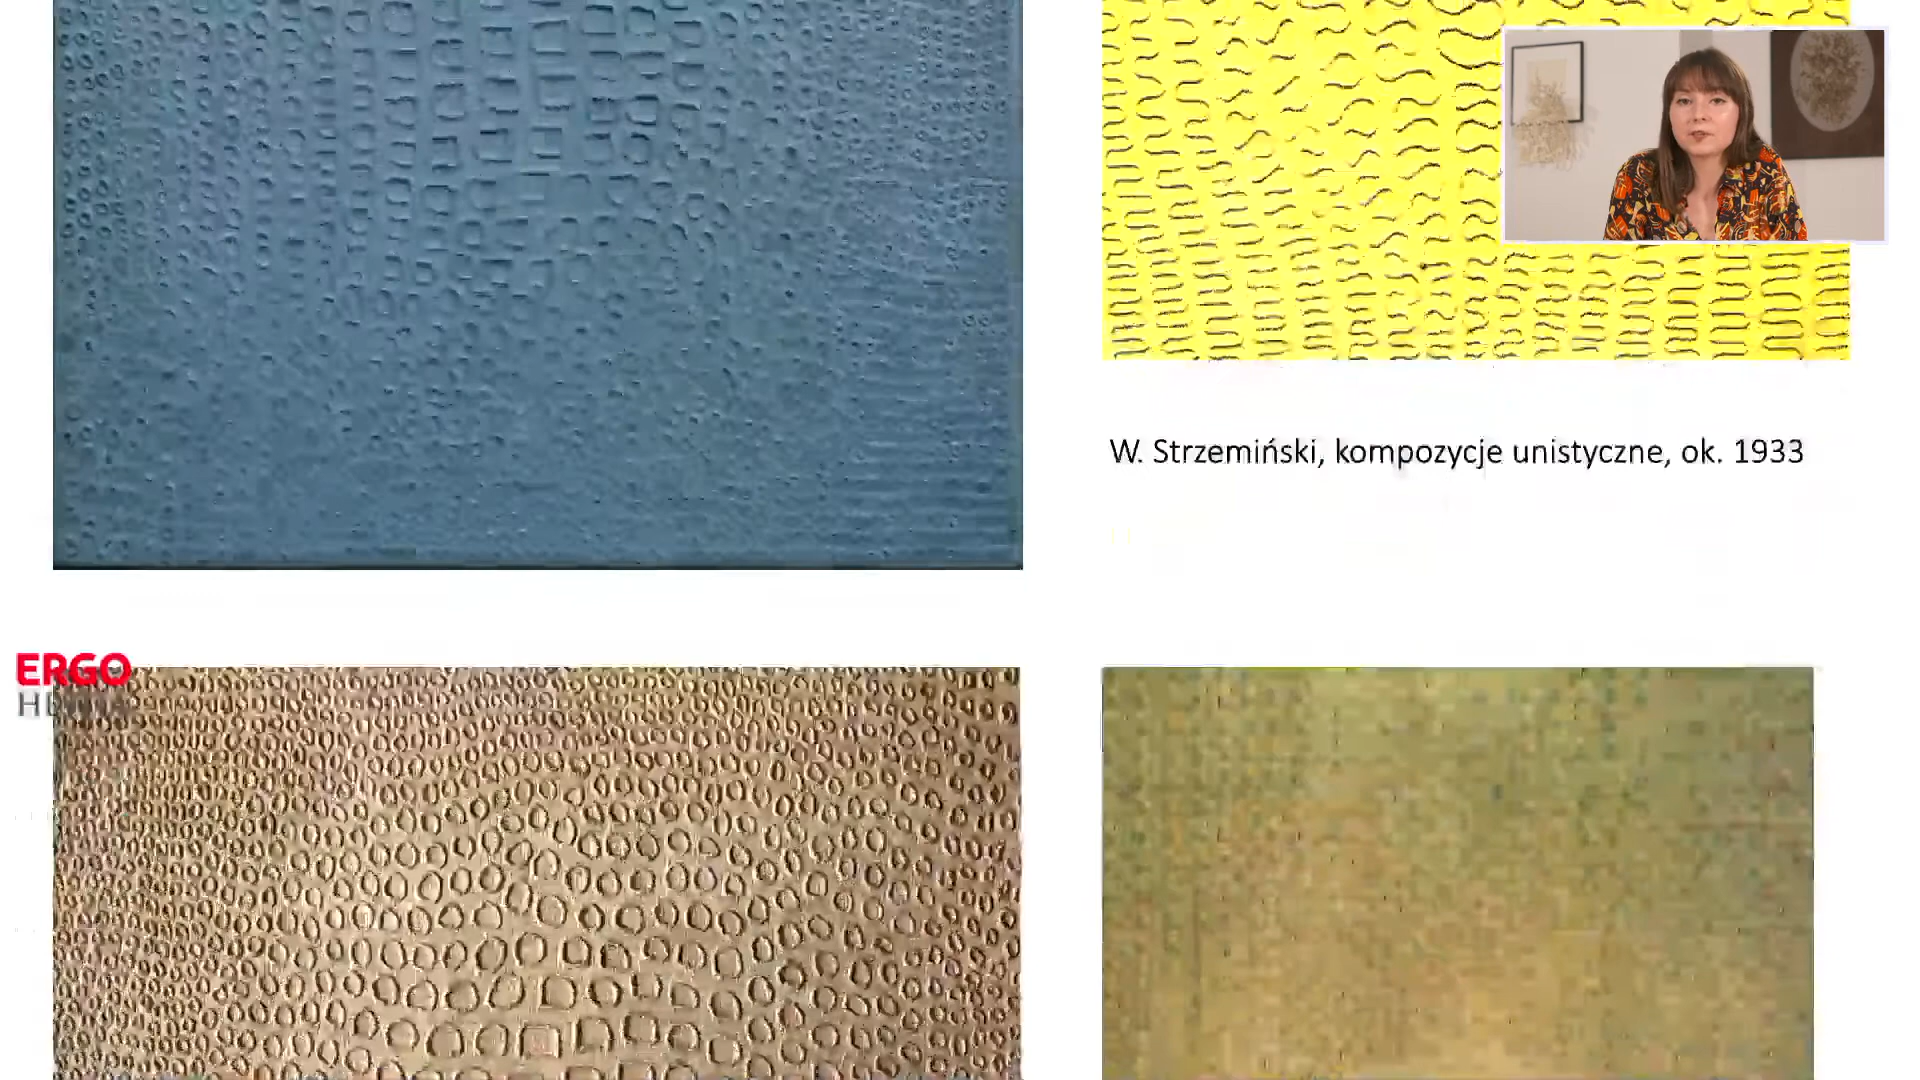 W. Strzemiński, kompozycje unistyczne, ok. 1933
ERGO